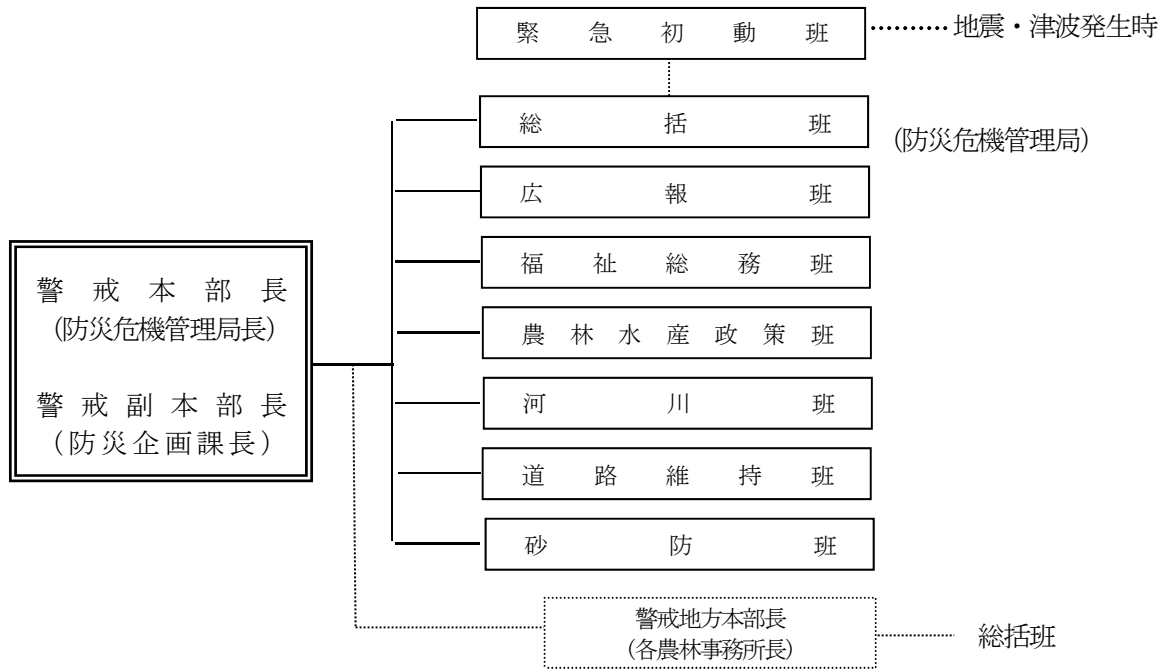 緊急初動班
地震・津波発生時
総括班
(防災危機管理局)
広報班
福祉総務班
警戒本部長
(防災危機管理局長)
農林水産政策班
警戒副本部長
(防災企画課長)
河川班
道路維持班
砂防班
警戒地方本部長
(各農林事務所長)
総括班